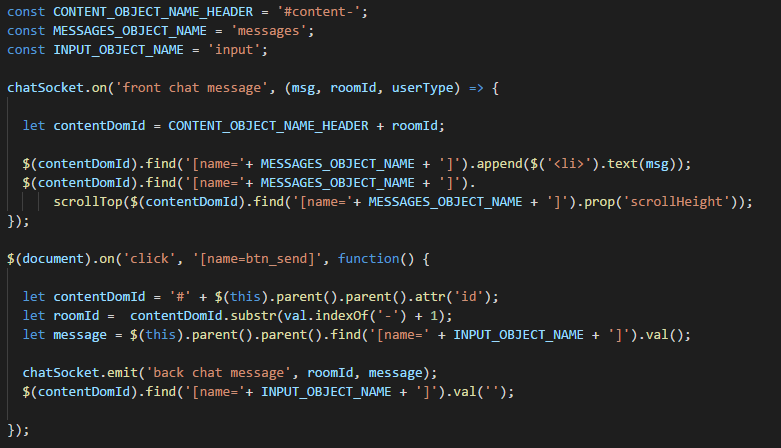 const CONTENT_OBJECT_NAME_HEADER = '#content-';
const MESSAGES_OBJECT_NAME = 'messages';
const INPUT_OBJECT_NAME = 'input';
chatSocket.on('front chat message', (msg, roomId, userType) => {
let contentDomId = CONTENT_OBJECT_NAME_HEADER + roomId;
$(contentDomId).find('[name='+ MESSAGES_OBJECT_NAME + ']').append($('<li>').text(msg));
$(contentDomId).find('[name='+ MESSAGES_OBJECT_NAME + ']').
scrollTop($(contentDomId).find('[name='+ MESSAGES_OBJECT_NAME + ']').prop('scrollHeight'));
});
$(document).on('click', '[name=btn_send]', function() {
let contentDomId = '#' + $(this).parent().parent().attr('id');
let roomId =  contentDomId.substr(val.indexOf('-') + 1);
let message = $(this).parent().parent().find('[name=' + INPUT_OBJECT_NAME + ']').val();
chatSocket.emit('back chat message', roomId, message);
$(contentDomId).find('[name='+ INPUT_OBJECT_NAME + ']').val('');
});